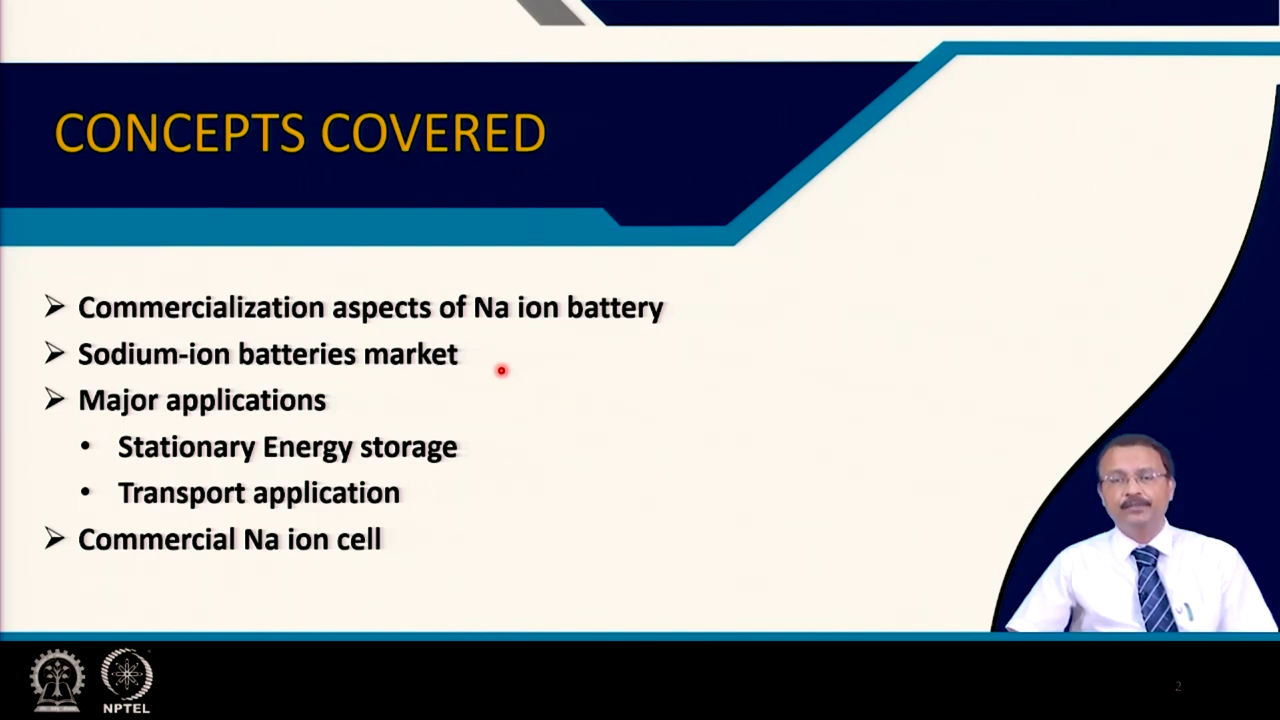 CONCEPTS COVERED
Commercialization aspects of Na ion battery
Sodium-ion batteries market
Major applications
Stationary Energy storage
Transport application
Commercial Na ion cell
NPTEL
2